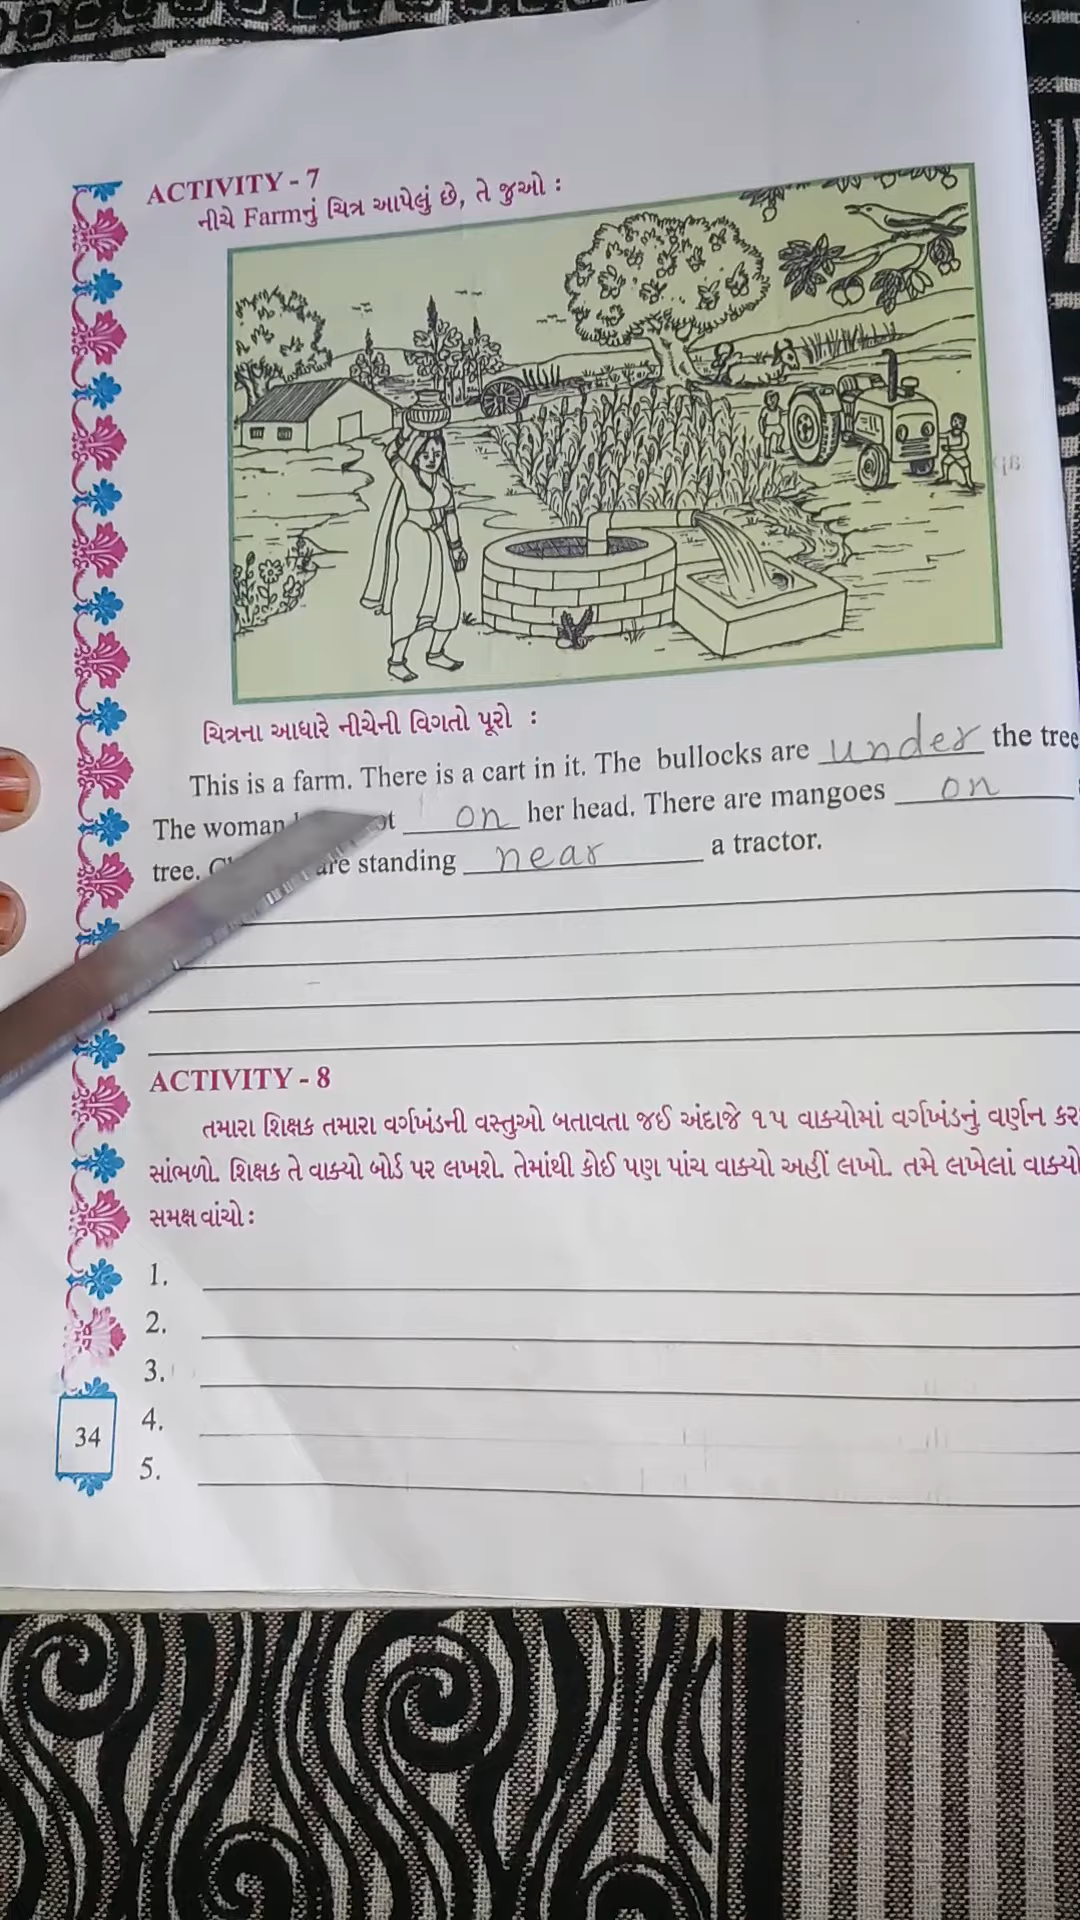 ACTIVITY - 7
નીચે Farmનું ચિત્ર આપેલું છે, તે જુઓ :
ચિત્રના આધારે નીચેની વિગતો પૂરો :
This is a farm. There is a cart in it. The bullocks are under the tree
The woman on her head. There are mangoes on
tree. are standing near a tractor.
ACTIVITY - 8
તમારા શિક્ષક તમારા વર્ગખંડની વસ્તુઓ બતાવતા જઈ અંદાજે ૧૫ વાક્યોમાં વર્ગખંડનું વર્ણન
સાંભળો. શિક્ષક તે વાક્યો બોર્ડ પર લખશે. તેમાંથી કોઈ પણ પાંચ વાક્યો અહીં લખો. તમે લખેલાં વાક્યો
સમક્ષ વાંચો :
1.
2.
3.
4.
5.
34